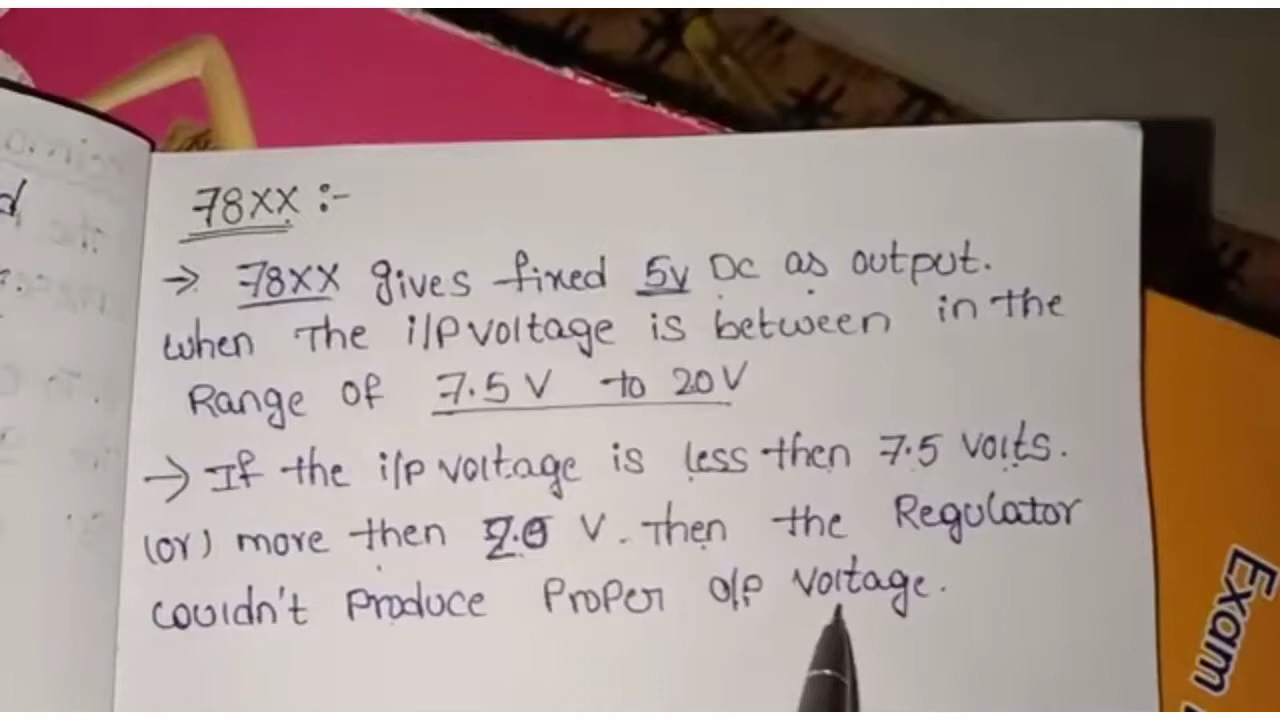 78XX :-
→ 78XX gives fixed 5V DC as output.
when The i/p voltage is between in the
Range of 7.5 V to 20 V
→ If the i/p voltage is less then 7.5 volts.
(or) more then 20 V. Then the Regulator
couldn't produce proper o/p voltage.
Exam